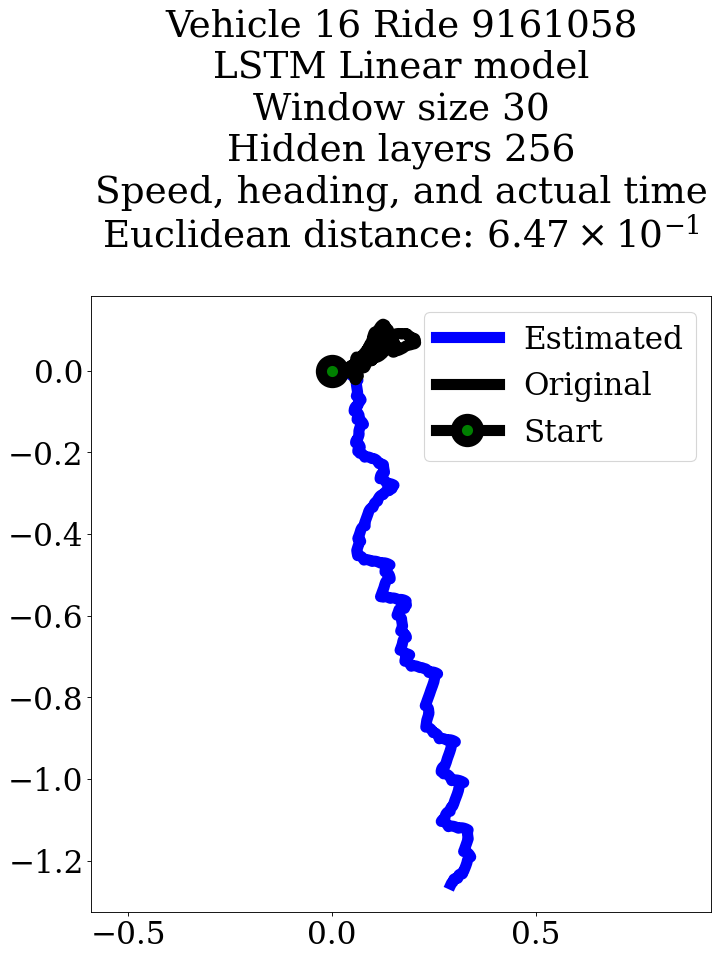 Vehicle 16 Ride 9161058
LSTM Linear model
Window size 30
Hidden layers 256
Speed, heading, and actual time
Euclidean distance: 6.47 × 10⁻¹
Estimated
Original
Start
0.0
−0.2
−0.4
−0.6
−0.8
−1.0
−1.2
−0.5 0.0 0.5